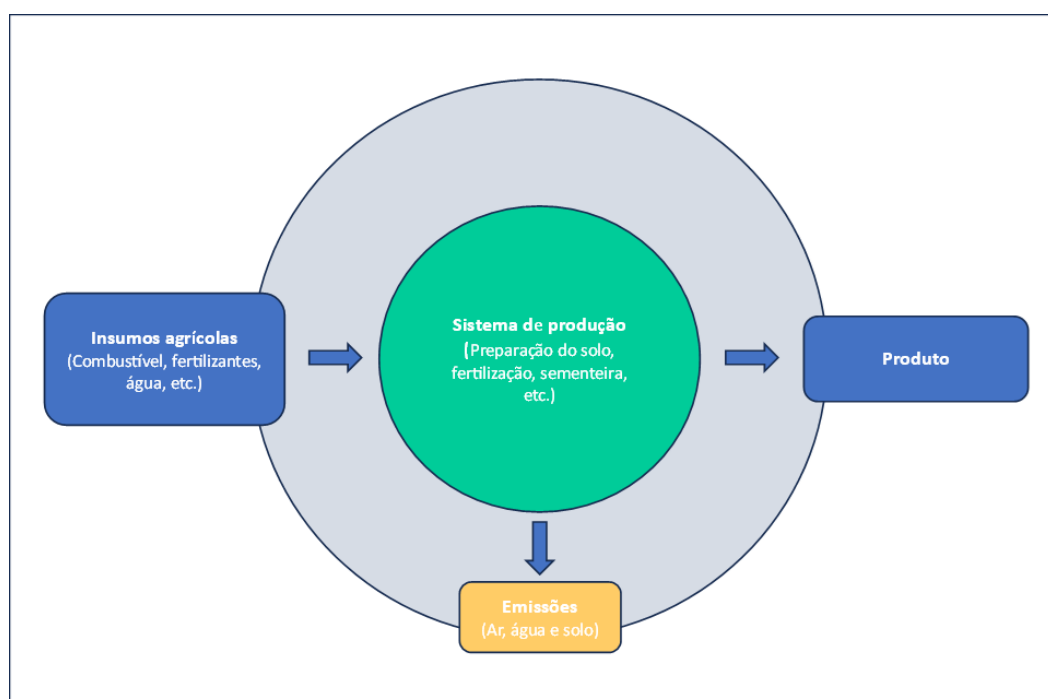 Insumos agrícolas
(Combustível, fertilizantes,
água, etc.)
Sistema de produção
(Preparação do solo,
fertilização, sementeira,
etc.)
Produto
Emissões
(Ar, água e solo)